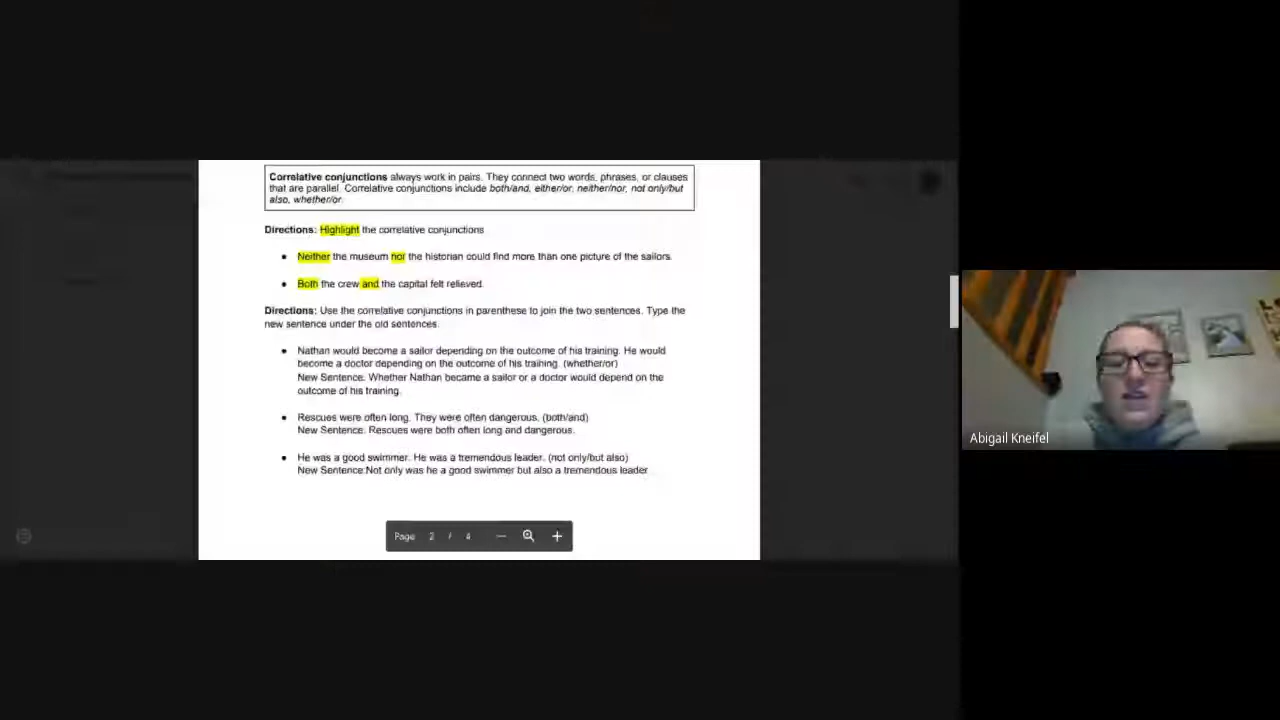 Correlative conjunctions always work in pairs. They connect two words, phrases, or clauses
that are parallel. Correlative conjunctions include both/and, either/or, neither/nor, not only/but
also, whether/or.
Directions: Highlight the correlative conjunctions
• Neither the museum nor the historian could find more than one picture of the sailors.
• Both the crew and the capital felt relieved.
Directions: Use the correlative conjunctions in parenthese to join the two sentences. Type the
new sentence under the old sentences.
• Nathan would become a sailor depending on the outcome of his training. He would
become a doctor depending on the outcome of his training. (whether/or)
New Sentence: Whether Nathan became a sailor or a doctor would depend on the
outcome of his training.
• Rescues were often long. They were often dangerous. (both/and)
New Sentence: Rescues were both often long and dangerous.
• He was a good swimmer. He was a tremendous leader. (not only/but also)
New Sentence:Not only was he a good swimmer but also a tremendous leader
Page 2 / 4
Abigail Kneifel